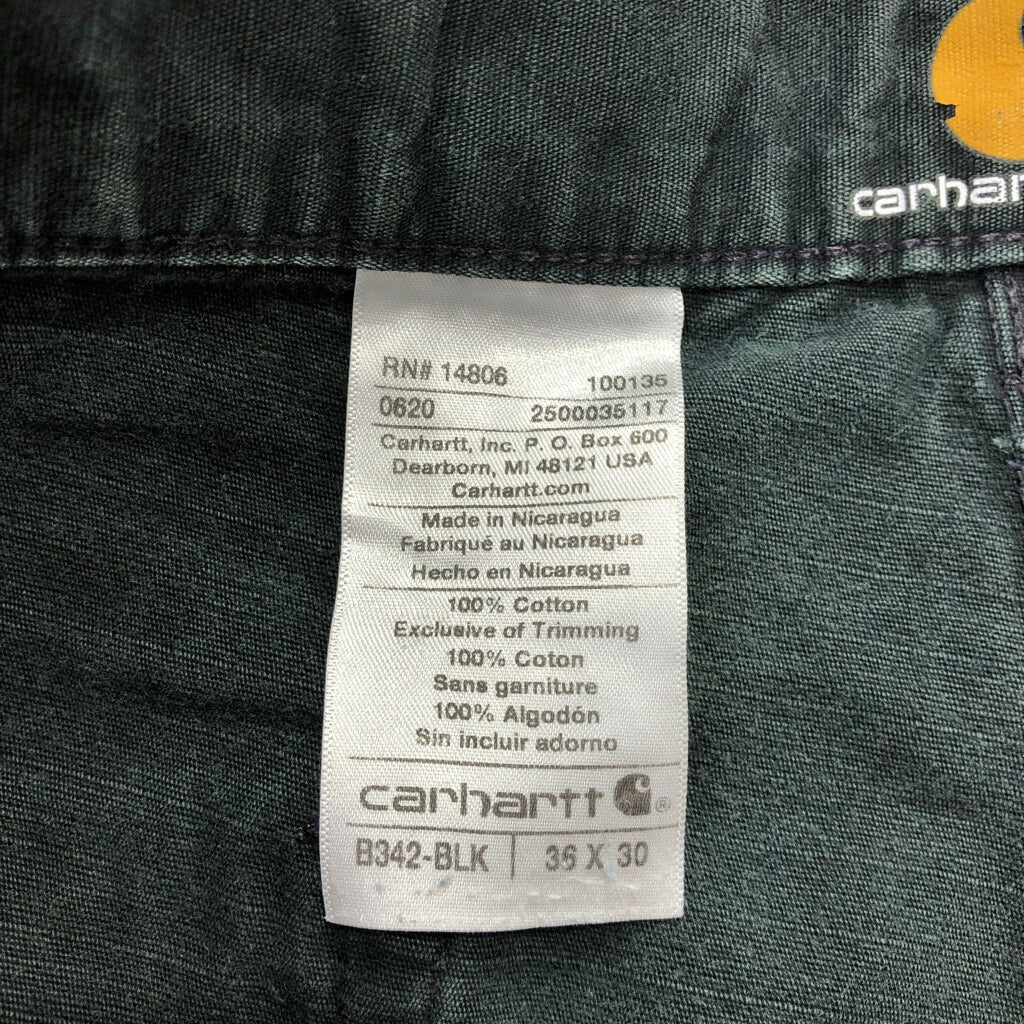 carhar
RN# 14806 100135
0620 2500035117
Carhartt, Inc. P. O. Box 600
Dearborn, MI 48121 USA
Carhartt.com
Made in Nicaragua
Fabriqué au Nicaragua
Hecho en Nicaragua
100% Cotton
Exclusive of Trimming
100% Coton
Sans garniture
100% Algodón
Sin incluir adorno
carhartt ®
B342-BLK | 36 X 30